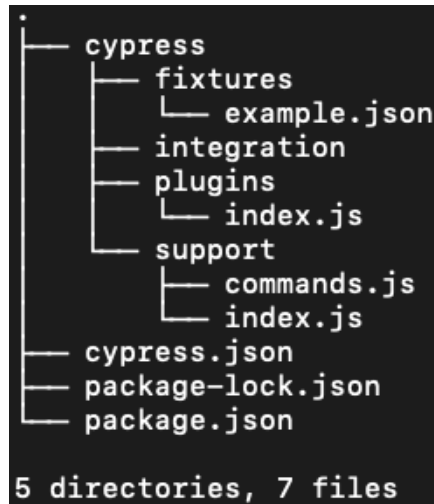 .
├── cypress
│   ├── fixtures
│   │   └── example.json
│   ├── integration
│   ├── plugins
│   │   └── index.js
│   └── support
│       ├── commands.js
│       └── index.js
├── cypress.json
├── package-lock.json
└── package.json

5 directories, 7 files